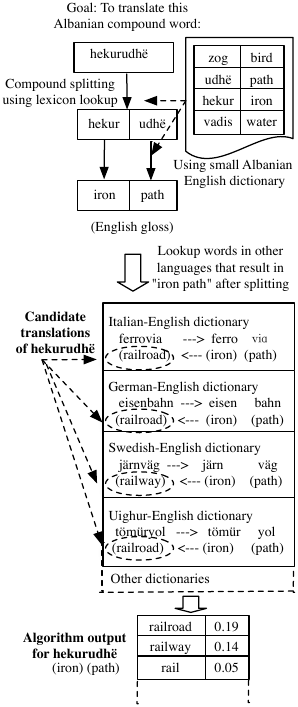 Goal: To translate this
Albanian compound word:
hekurudhë
zog bird
udhë path
hekur iron
vadis water
Compound splitting
using lexicon lookup
hekur udhë
Using small Albanian
English dictionary
iron path
(English gloss)
Lookup words in other
languages that result in
"iron path" after splitting
Candidate
translations
of hekurudhë
Italian-English dictionary
ferrovia ---> ferro via
(railroad) <--- (iron) (path)
German-English dictionary
eisenbahn ---> eisen bahn
(railroad) <--- (iron) (path)
Swedish-English dictionary
järnväg ---> järn väg
(railway) <--- (iron) (path)
Uighur-English dictionary
tömüryol ---> tömür yol
(railroad) <--- (iron) (path)
Other dictionaries
Algorithm output
for hekurudhë
(iron) (path)
railroad 0.19
railway 0.14
rail 0.05